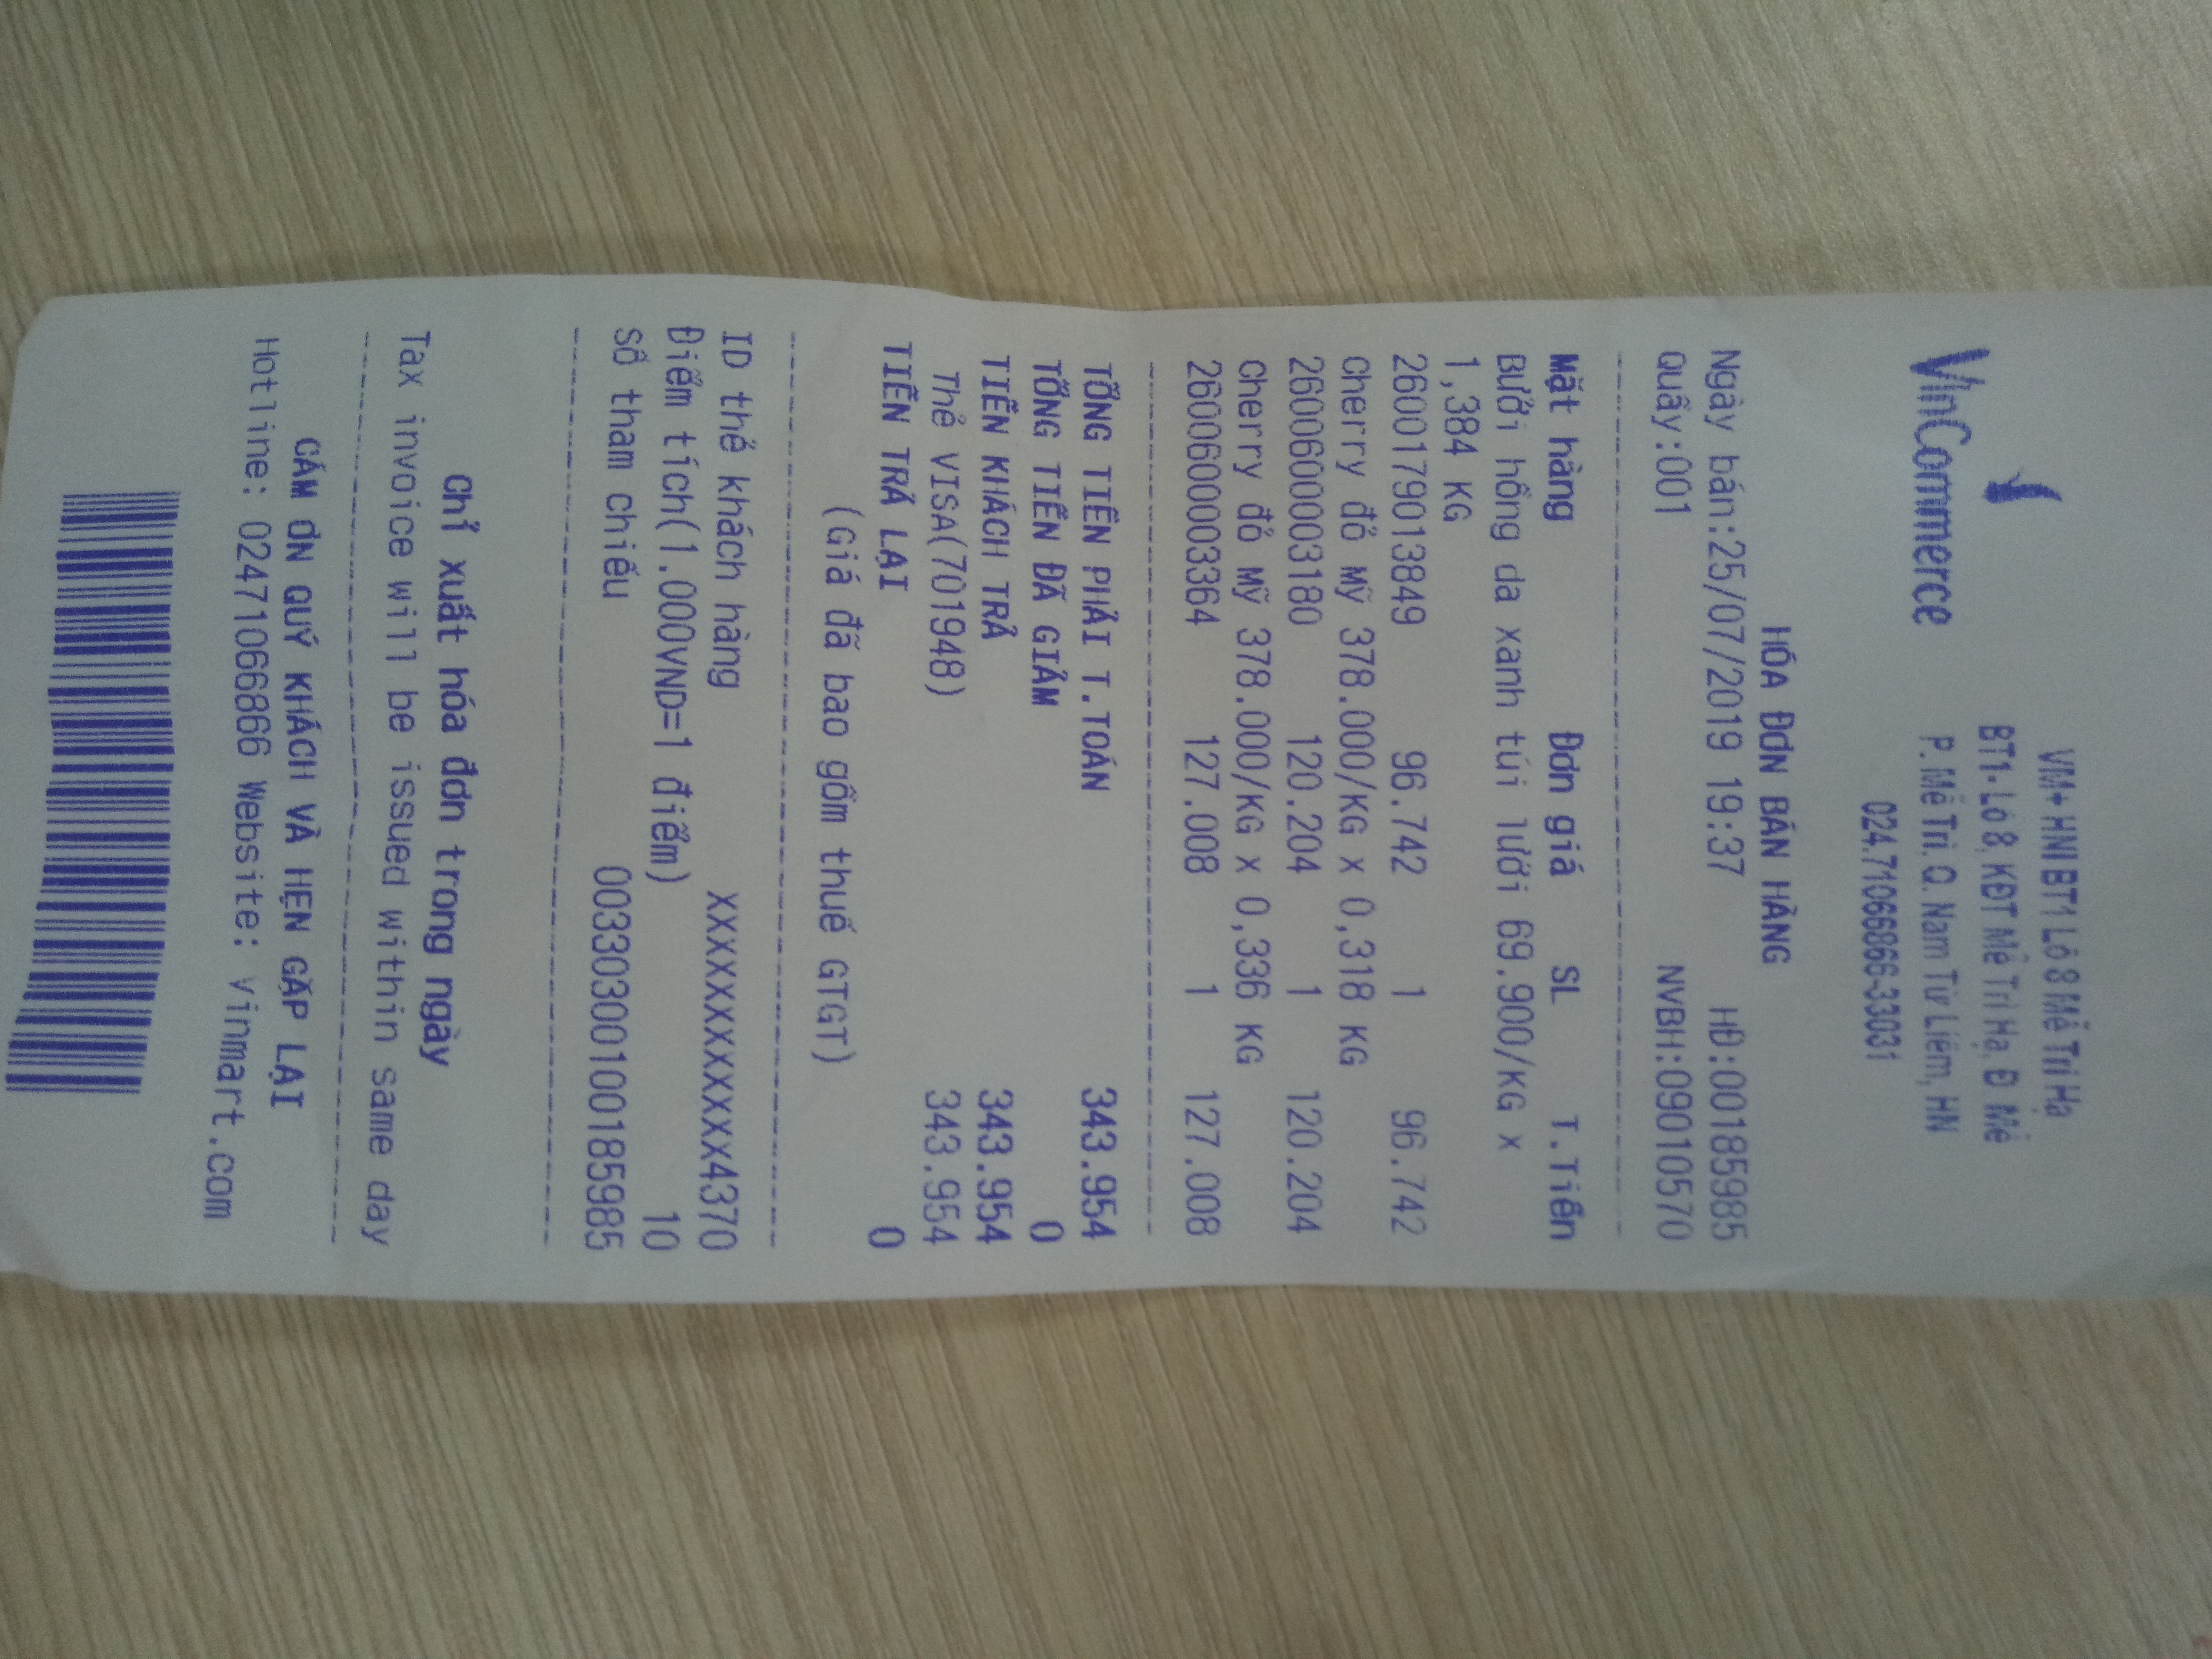 VinCommerce
VM+ HNI BT1 Lô 8 Mễ Trì Hạ
BT1- Lô 8, KĐT Mễ Trì Hạ, Đ Mễ
P. Mễ Trì, Q. Nam Từ Liêm, HN
024.71066866-33031
HÓA ĐƠN BÁN HÀNG
Ngày bán:25/07/2019 19:37 HĐ:00185985
Quầy:001 NVBH:09010570
Mặt hàng Đơn giá SL T.Tiền
Bưởi hồng da xanh túi lưới 69.900/KG x
1,384 KG
2600179013849 96.742 1 96.742
Cherry đỏ Mỹ 378.000/KG x 0,318 KG
2600600003180 120.204 1 120.204
Cherry đỏ Mỹ 378.000/KG x 0,336 KG
2600600003364 127.008 1 127.008
TỔNG TIỀN PHẢI T.TOÁN 343.954
TỔNG TIỀN ĐÃ GIẢM 0
TIỀN KHÁCH TRẢ 343.954
Thẻ VISA(701948) 343.954
TIỀN TRẢ LẠI 0
(Giá đã bao gồm thuế GTGT)
ID thẻ khách hàng XXXXXXXXXXXX4370
Điểm tích(1.000VND=1 điểm) 10
Số tham chiếu 00330300100185985
Chỉ xuất hóa đơn trong ngày
Tax invoice will be issued within same day
CẢM ƠN QUÝ KHÁCH VÀ HẸN GẶP LẠI
Hotline: 02471066866 Website: vinmart.com